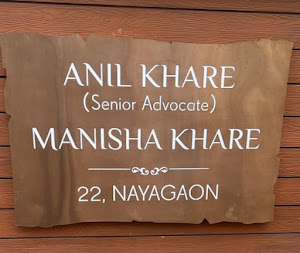 ANIL KHARE
(Senior Advocate)
MANISHA KHARE
22, NAYAGAON